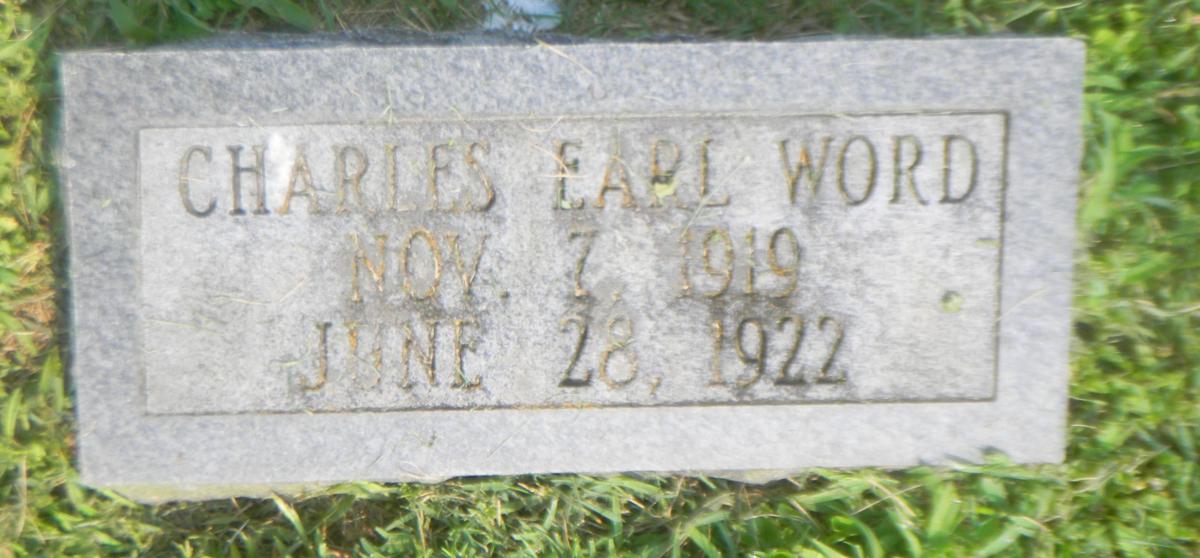 CHARLES EARL WORD
NOV. 7, 1919
JUNE 28, 1922